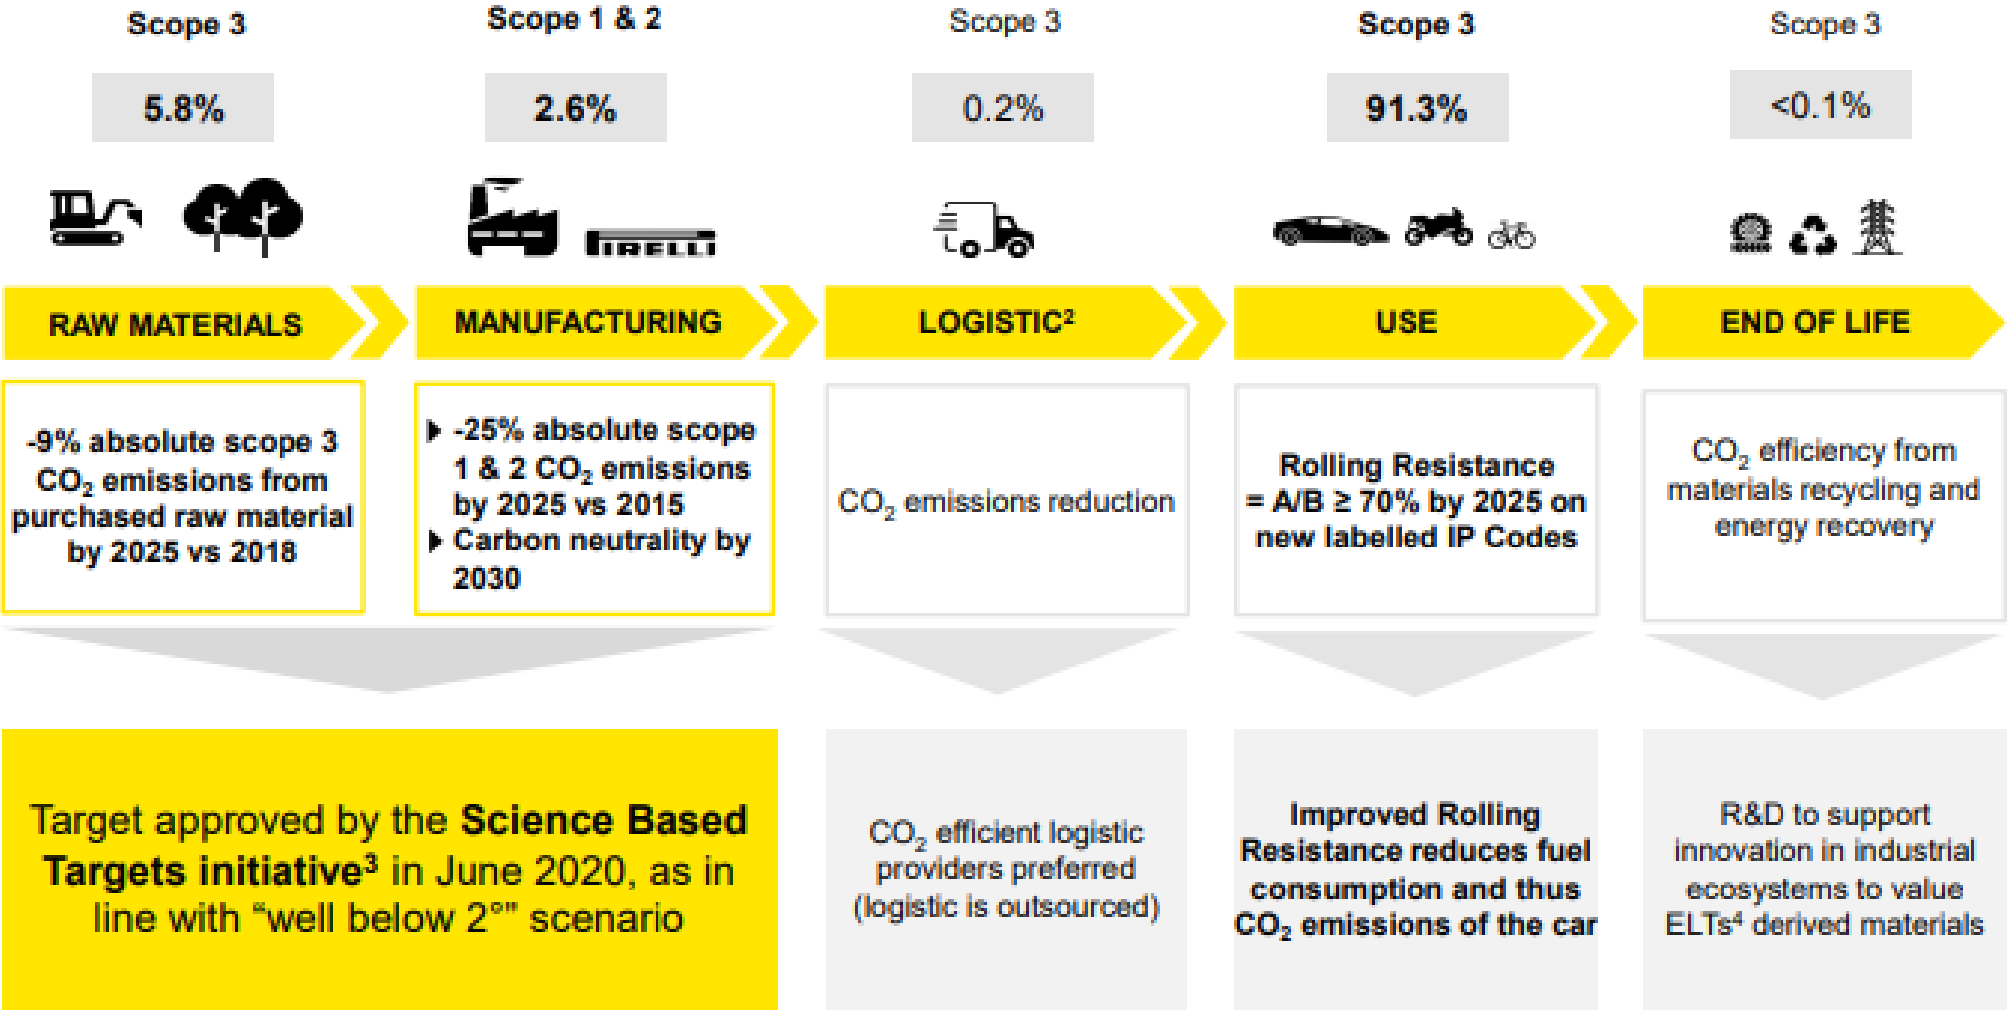 Scope 3
Scope 1 & 2
Scope 3
Scope 3
Scope 3
5.8%
2.6%
0.2%
91.3%
<0.1%
PIRELLI
RAW MATERIALS
MANUFACTURING
LOGISTIC²
USE
END OF LIFE
-9% absolute scope 3
CO₂ emissions from
purchased raw material
by 2025 vs 2018
-25% absolute scope
1 & 2 CO₂ emissions
by 2025 vs 2015
Carbon neutrality by
2030
CO₂ emissions reduction
Rolling Resistance
= A/B ≥ 70% by 2025 on
new labelled IP Codes
CO₂ efficiency from
materials recycling and
energy recovery
Target approved by the Science Based
Targets initiative³ in June 2020, as in
line with “well below 2°” scenario
CO₂ efficient logistic
providers preferred
(logistic is outsourced)
Improved Rolling
Resistance reduces fuel
consumption and thus
CO₂ emissions of the car
R&D to support
innovation in industrial
ecosystems to value
ELTs⁴ derived materials